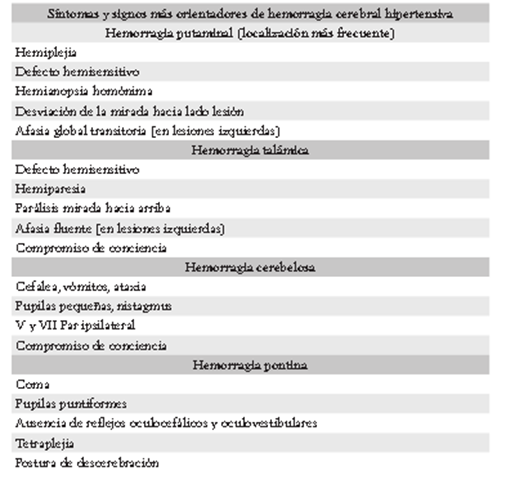 Síntomas y signos más orientadores de hemorragia cerebral hipertensiva
Hemorragia putaminal (localización más frecuente)
Hemiplejia
Defecto hemisensitivo
Hemianopsia homónima
Desviación de la mirada hacia lado lesión
Afasia global transitoria [en lesiones izquierdas)
Hemorragia talámica
Defecto hemisensitivo
Hemiparesia
Parálisis mirada hacia arriba
Afasia fluente [en lesiones izquierdas)
Compromiso de conciencia
Hemorragia cerebelosa
Cefalea, vómitos, ataxia
Pupilas pequeñas, nistagmus
V y VII Par ipsilateral
Compromiso de conciencia
Hemorragia pontina
Coma
Pupilas puntiformes
Ausencia de reflejos oculocefálicos y oculovestibulares
Tetraplejia
Postura de descerebración